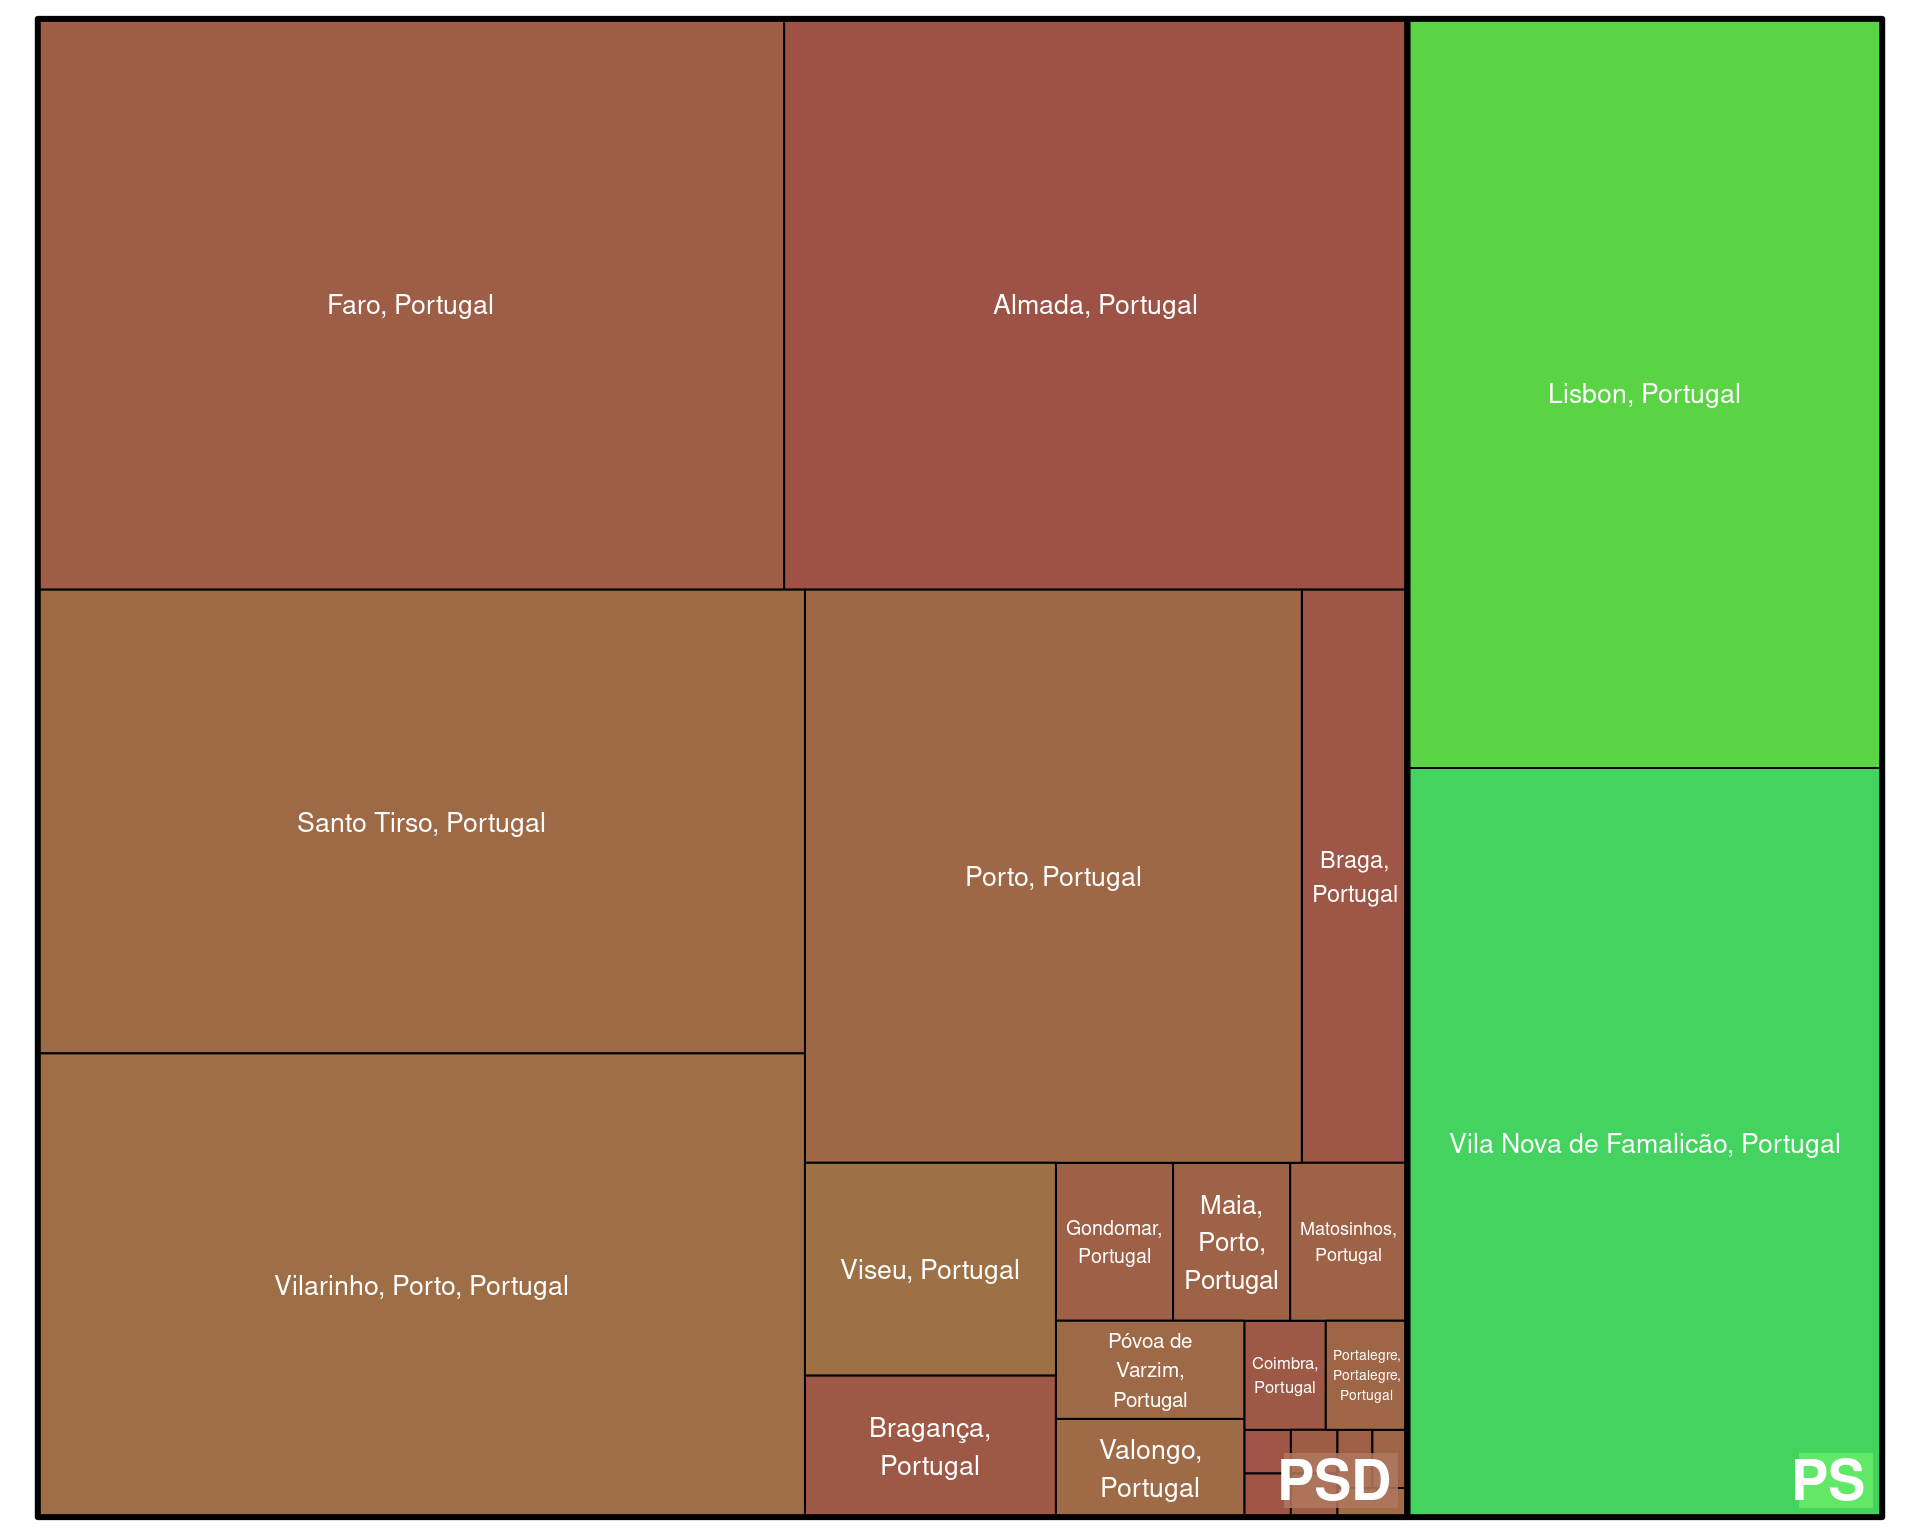 Faro, Portugal
Almada, Portugal
Lisbon, Portugal
Santo Tirso, Portugal
Porto, Portugal
Braga,
Portugal
Vila Nova de Famalicão, Portugal
Vilarinho, Porto, Portugal
Viseu, Portugal
Gondomar,
Portugal
Maia,
Porto,
Portugal
Matosinhos,
Portugal
Póvoa de
Varzim,
Portugal
Coimbra,
Portugal
Portalegre,
Portalegre,
Portugal
Bragança,
Portugal
Valongo,
Portugal
PSD
PS